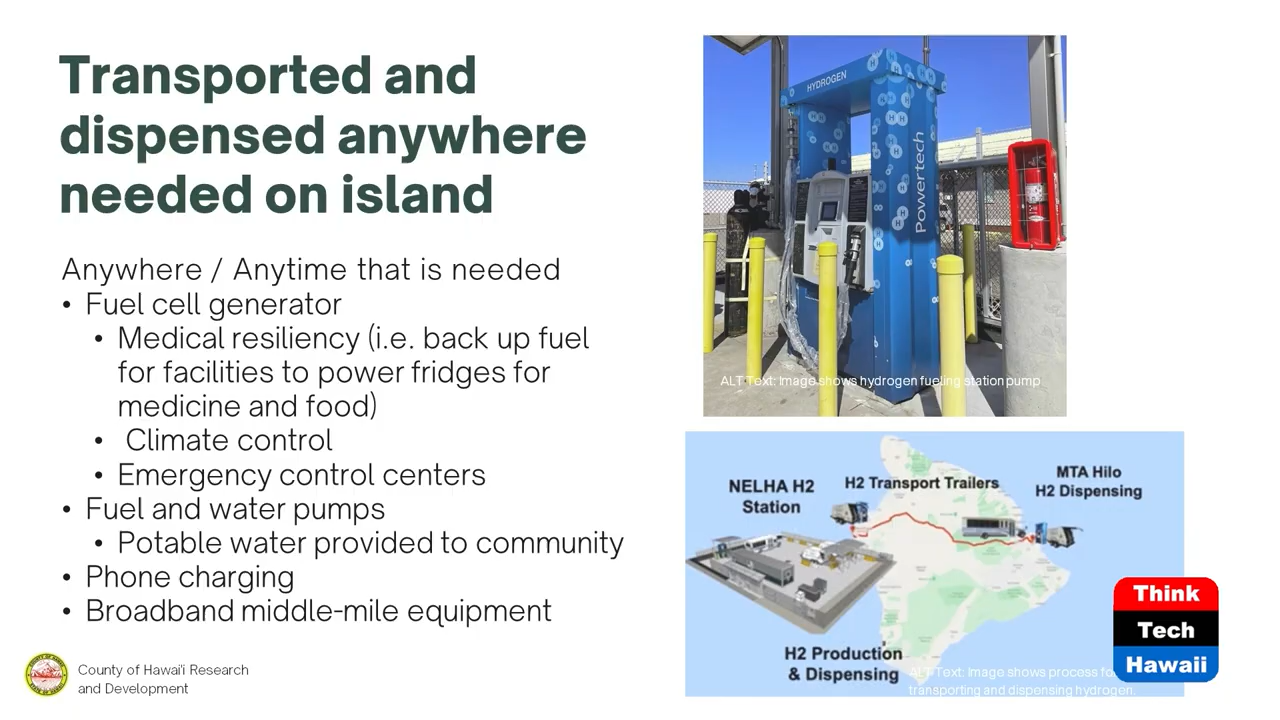 Transported and
dispensed anywhere
needed on island
Anywhere / Anytime that is needed
• Fuel cell generator
• Medical resiliency (i.e. back up fuel
for facilities to power fridges for
medicine and food)
• Climate control
• Emergency control centers
• Fuel and water pumps
• Potable water provided to community
• Phone charging
• Broadband middle-mile equipment
County of Hawai'i Research
and Development
HYDROGEN
Powertech
ALT Text: Image shows hydrogen fueling station pump
NELHA H2
Station
H2 Transport Trailers
MTA Hilo
H2 Dispensing
H2 Production
& Dispensing
ALT Text: Image shows process
transporting and dispensing hydrogen.
Think
Tech
Hawaii